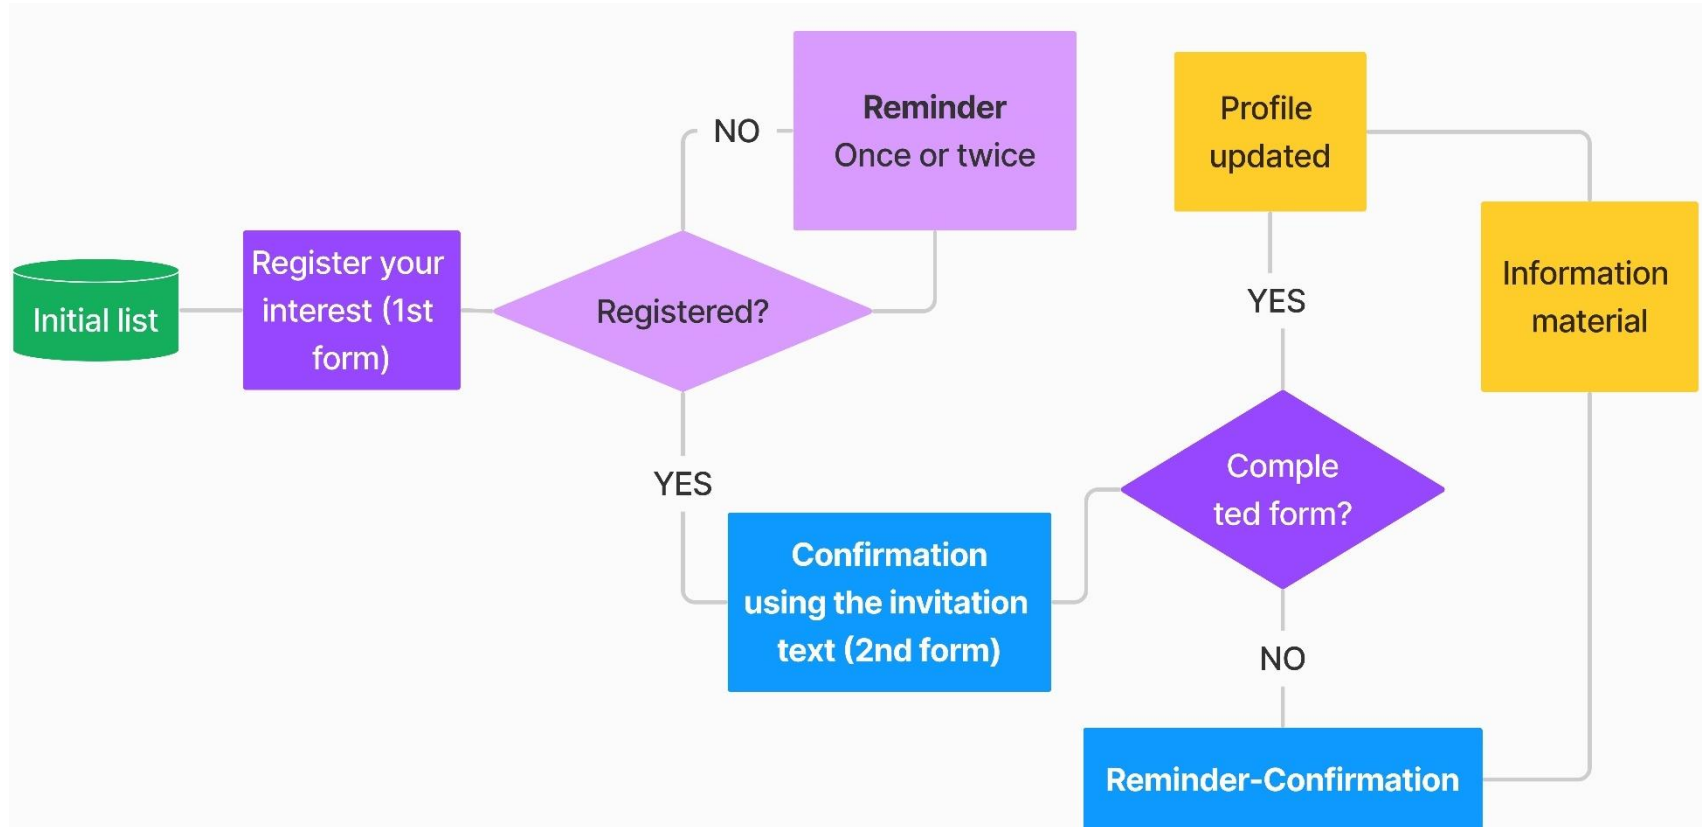 Initial list
Register your
interest (1st
form)
Registered?
NO
Reminder
Once or twice
YES
Confirmation
using the invitation
text (2nd form)
Comple
ted form?
YES
Profile
updated
NO
Reminder-Confirmation
Information
material